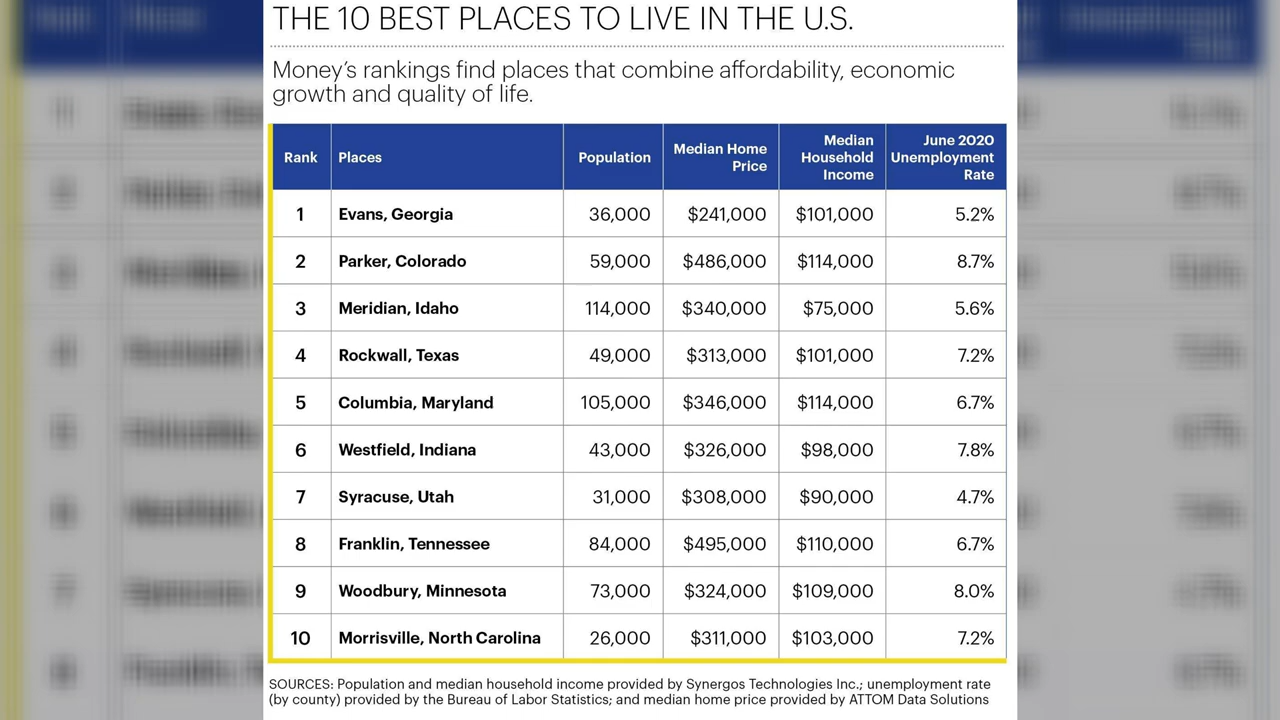 THE 10 BEST PLACES TO LIVE IN THE U.S.
Money's rankings find places that combine affordability, economic
growth and quality of life.
Rank Places Population Median Home Price Median Household Income June 2020 Unemployment Rate
1 Evans, Georgia 36,000 $241,000 $101,000 5.2%
2 Parker, Colorado 59,000 $486,000 $114,000 8.7%
3 Meridian, Idaho 114,000 $340,000 $75,000 5.6%
4 Rockwall, Texas 49,000 $313,000 $101,000 7.2%
5 Columbia, Maryland 105,000 $346,000 $114,000 6.7%
6 Westfield, Indiana 43,000 $326,000 $98,000 7.8%
7 Syracuse, Utah 31,000 $308,000 $90,000 4.7%
8 Franklin, Tennessee 84,000 $495,000 $110,000 6.7%
9 Woodbury, Minnesota 73,000 $324,000 $109,000 8.0%
10 Morrisville, North Carolina 26,000 $311,000 $103,000 7.2%
SOURCES: Population and median household income provided by Synergos Technologies Inc.; unemployment rate
(by county) provided by the Bureau of Labor Statistics; and median home price provided by ATTOM Data Solutions